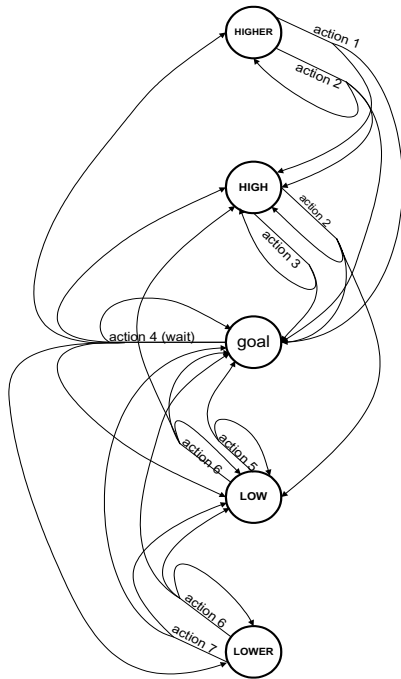 HIGHER
action 1
action 2
HIGH
action 2
action 3
goal
action 4 (wait)
action 5
action 6
LOW
action 6
action 7
LOWER